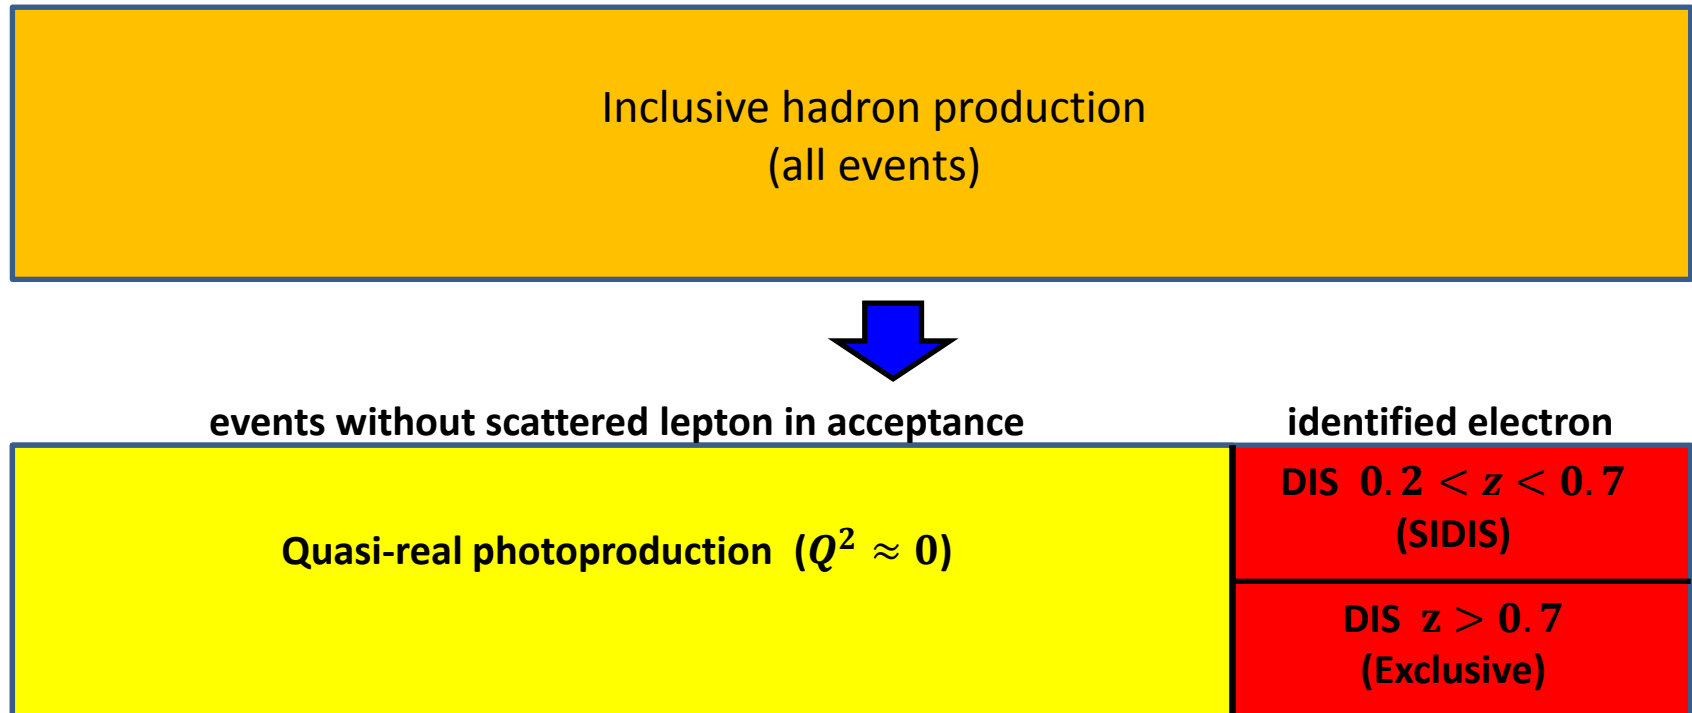 Inclusive hadron production
(all events)
events without scattered lepton in acceptance
identified electron
Quasi-real photoproduction (Q² ≈ 0)
DIS 0.2 < z < 0.7
(SIDIS)
DIS z > 0.7
(Exclusive)